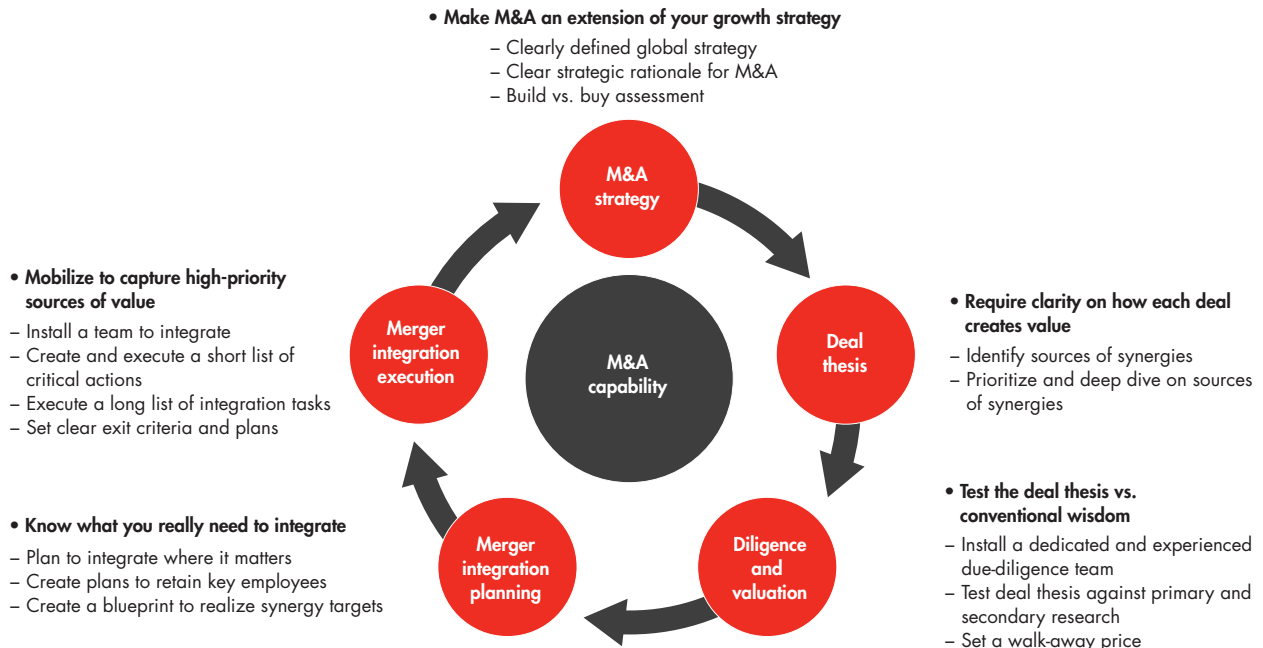 • Make M&A an extension of your growth strategy
– Clearly defined global strategy
– Clear strategic rationale for M&A
– Build vs. buy assessment
M&A
strategy
Deal
thesis
• Require clarity on how each deal
creates value
– Identify sources of synergies
– Prioritize and deep dive on sources
of synergies
Diligence
and
valuation
• Test the deal thesis vs.
conventional wisdom
– Install a dedicated and experienced
due-diligence team
– Test deal thesis against primary and
secondary research
– Set a walk-away price
Merger
integration
planning
• Know what you really need to integrate
– Plan to integrate where it matters
– Create plans to retain key employees
– Create a blueprint to realize synergy targets
Merger
integration
execution
• Mobilize to capture high-priority
sources of value
– Install a team to integrate
– Create and execute a short list of
critical actions
– Execute a long list of integration tasks
– Set clear exit criteria and plans
M&A
capability